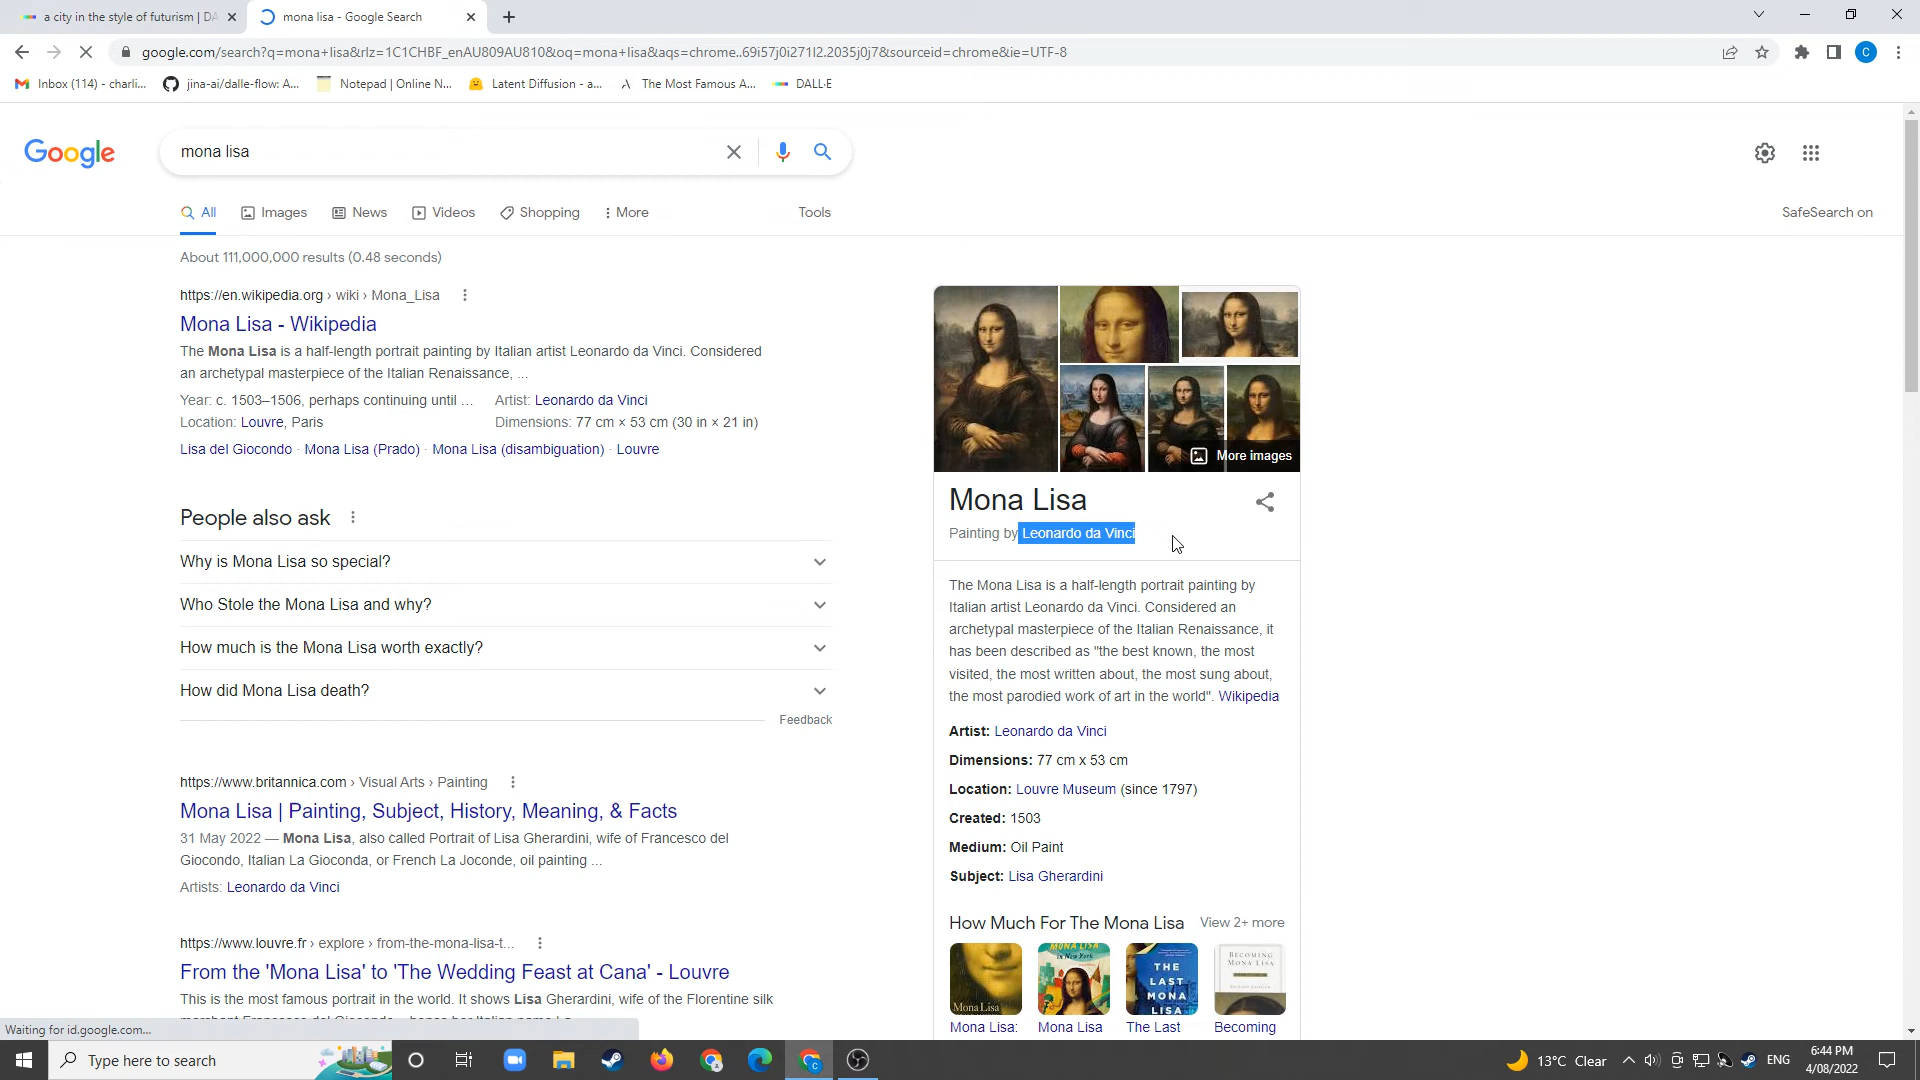 a city in the style of futurism | DA
mona lisa - Google Search
google.com/search?q=mona+lisa&rlz=1C1CHBF_enAU809AU810&oq=mona+lisa&aqs=chrome..69i57j0i271l2.2035j0j7&sourceid=chrome&ie=UTF-8
C
Inbox (114) - charli...
jina-ai/dalle-flow: A...
Notepad | Online N...
Latent Diffusion - a...
The Most Famous A...
DALL·E
Google
mona lisa
All
Images
News
Videos
Shopping
More
Tools
SafeSearch on
About 111,000,000 results (0.48 seconds)
https://en.wikipedia.org › wiki › Mona_Lisa
Mona Lisa - Wikipedia
The Mona Lisa is a half-length portrait painting by Italian artist Leonardo da Vinci. Considered
an archetypal masterpiece of the Italian Renaissance, ...
Year: c. 1503–1506, perhaps continuing until ... Artist: Leonardo da Vinci
Location: Louvre, Paris Dimensions: 77 cm × 53 cm (30 in × 21 in)
Lisa del Giocondo · Mona Lisa (Prado) · Mona Lisa (disambiguation) · Louvre
People also ask
Why is Mona Lisa so special?
Who Stole the Mona Lisa and why?
How much is the Mona Lisa worth exactly?
How did Mona Lisa death?
Feedback
https://www.britannica.com › Visual Arts › Painting
Mona Lisa | Painting, Subject, History, Meaning, & Facts
31 May 2022 — Mona Lisa, also called Portrait of Lisa Gherardini, wife of Francesco del
Giocondo, Italian La Gioconda, or French La Joconde, oil painting ...
Artists: Leonardo da Vinci
https://www.louvre.fr › explore › from-the-mona-lisa-t...
From the 'Mona Lisa' to 'The Wedding Feast at Cana' - Louvre
This is the most famous portrait in the world. It shows Lisa Gherardini, wife of the Florentine silk
Waiting for id.google.com...
More images
Mona Lisa
Painting by Leonardo da Vinci
The Mona Lisa is a half-length portrait painting by
Italian artist Leonardo da Vinci. Considered an
archetypal masterpiece of the Italian Renaissance, it
has been described as "the best known, the most
visited, the most written about, the most sung about,
the most parodied work of art in the world". Wikipedia
Artist: Leonardo da Vinci
Dimensions: 77 cm x 53 cm
Location: Louvre Museum (since 1797)
Created: 1503
Medium: Oil Paint
Subject: Lisa Gherardini
How Much For The Mona Lisa
View 2+ more
Mona Lisa
MONA LISA
THE
LAST
MONA
LISA
BECOMING
MONA LISA
Mona Lisa:
Mona Lisa
The Last
Becoming
Type here to search
13°C Clear
ENG
6:44 PM
4/08/2022